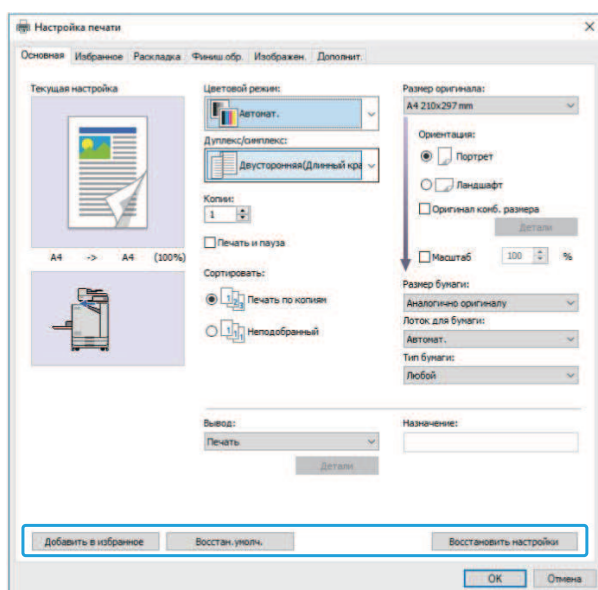 Настройка печати
Основная Избранное Раскладка Финиш.обр. Изображен. Дополнит.
Текущая настройка
A4 -> A4 (100%)
Цветовой режим:
Автомат.
Дуплекс/симплекс:
Двусторонняя(Длинный кра
Копии:
1
Печать и пауза
Сортировать:
Печать по копиям
Неподобранный
Размер оригинала:
A4 210x297 mm
Ориентация:
Портрет
Ландшафт
Оригинал комб. размера
Детали
Масштаб 100 %
Размер бумаги:
Аналогично оригиналу
Лоток для бумаги:
Автомат.
Тип бумаги:
Любой
Вывод:
Печать
Детали
Назначение:
Добавить в избранное Восстан.умолч. Восстановить настройки
OK Отмена